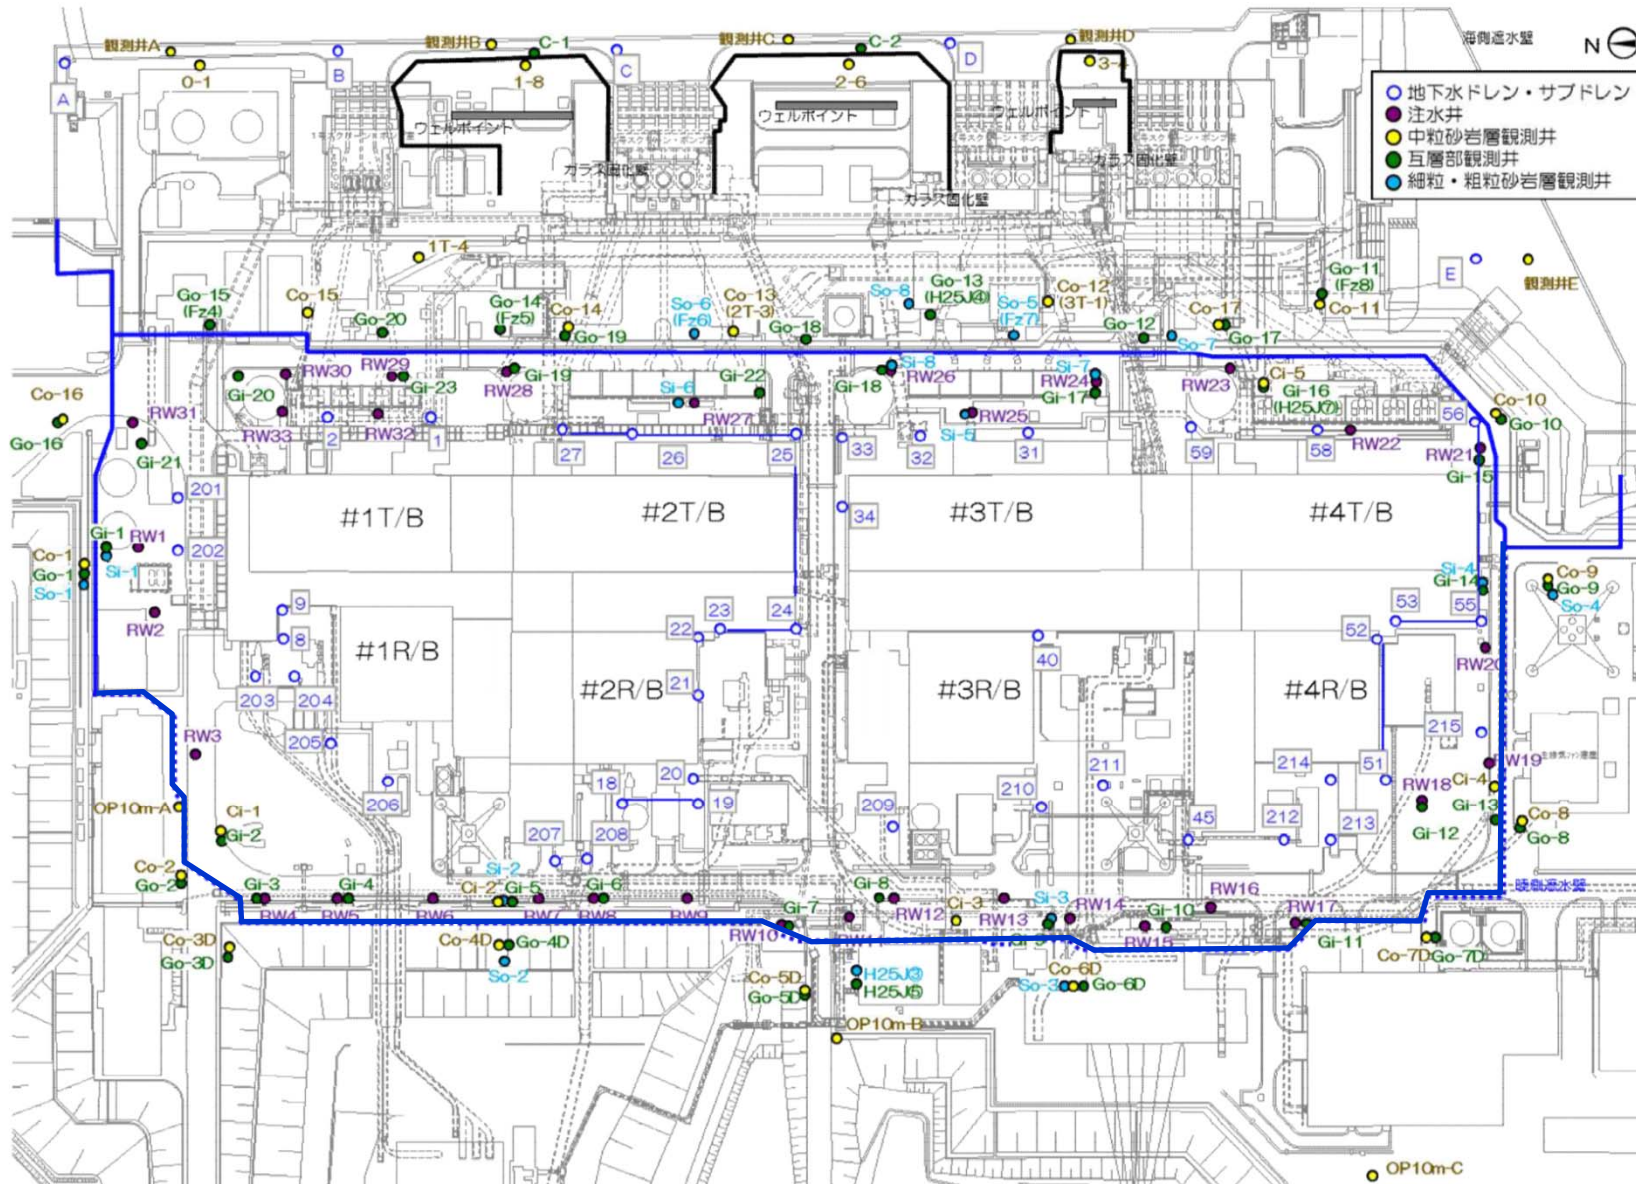 観測井A
観測井B
C-1
観測井C
C-2
観測井D
海側遮水壁
N
A
0-1
B
1-8
C
2-6
D
3-4
地下水ドレン・サブドレン
注水井
中粒砂岩層観測井
互層部観測井
細粒・粗粒砂岩層観測井
ウェルポイント
ウェルポイント
ウェルポイント
ガラス固化壁
ガラス固化壁
ガラス固化壁
1T-4
E
観測井E
Go-15
(Fz4)
Co-15
Go-20
Go-14
(Fz5)
Co-14
Go-19
So-6
(Fz6)
Co-13
(2T-3)
Go-18
So-8
Go-13
(H25J④)
So-5
(Fz7)
Co-12
(3T-1)
Go-12
So-7
Co-17
Go-17
Go-11
(Fz8)
Co-11
Co-16
Go-16
RW31
Gi-21
Gi-20
RW30
RW33
RW29
Gi-23
RW32
RW28
Gi-19
Si-6
RW27
Gi-22
Gi-18
Si-8
RW26
Si-5
RW25
Si-7
RW24
Gi-17
RW23
Ci-5
Gi-16
(H25J⑦)
RW22
Co-10
Go-10
RW21
Gi-15
2
1
27
26
25
33
32
31
59
58
56
201
202
34
#1T/B
#2T/B
#3T/B
#4T/B
Gi-1
RW1
Si-1
Co-1
Go-1
So-1
RW2
Si-4
Gi-14
Co-9
Go-9
So-4
9
8
203
204
205
206
#1R/B
#2R/B
#3R/B
#4R/B
22
23
24
21
20
18
19
40
52
53
55
51
RW20
RW3
OP10m-A
Ci-1
Gi-2
Co-2
Go-2
207
208
209
210
211
45
212
213
214
215
RW18
RW19
Ci-4
Gi-13
Gi-12
Co-8
Go-8
陸側遮水壁
Gi-3
RW4
RW5
Gi-4
RW6
Ci-2
Si-2
Gi-5
RW7
RW8
Gi-6
RW9
RW10
Gi-7
Gi-8
RW12
Ci-3
RW13
Si-3
RW14
RW15
Gi-10
RW16
RW17
Gi-11
Co-3D
Go-3D
Co-4D
Go-4D
So-2
Co-5D
Go-5D
H25J③
H25J⑤
So-3
Co-6D
Go-6D
Co-7D
Go-7D
OP10m-B
OP10m-C